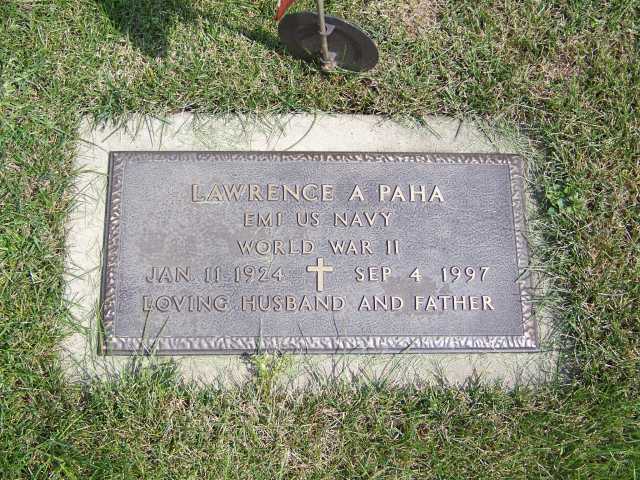 LAWRENCE A PAHA
EM1 US NAVY
WORLD WAR II
JAN 11 1924 SEP 4 1997
LOVING HUSBAND AND FATHER